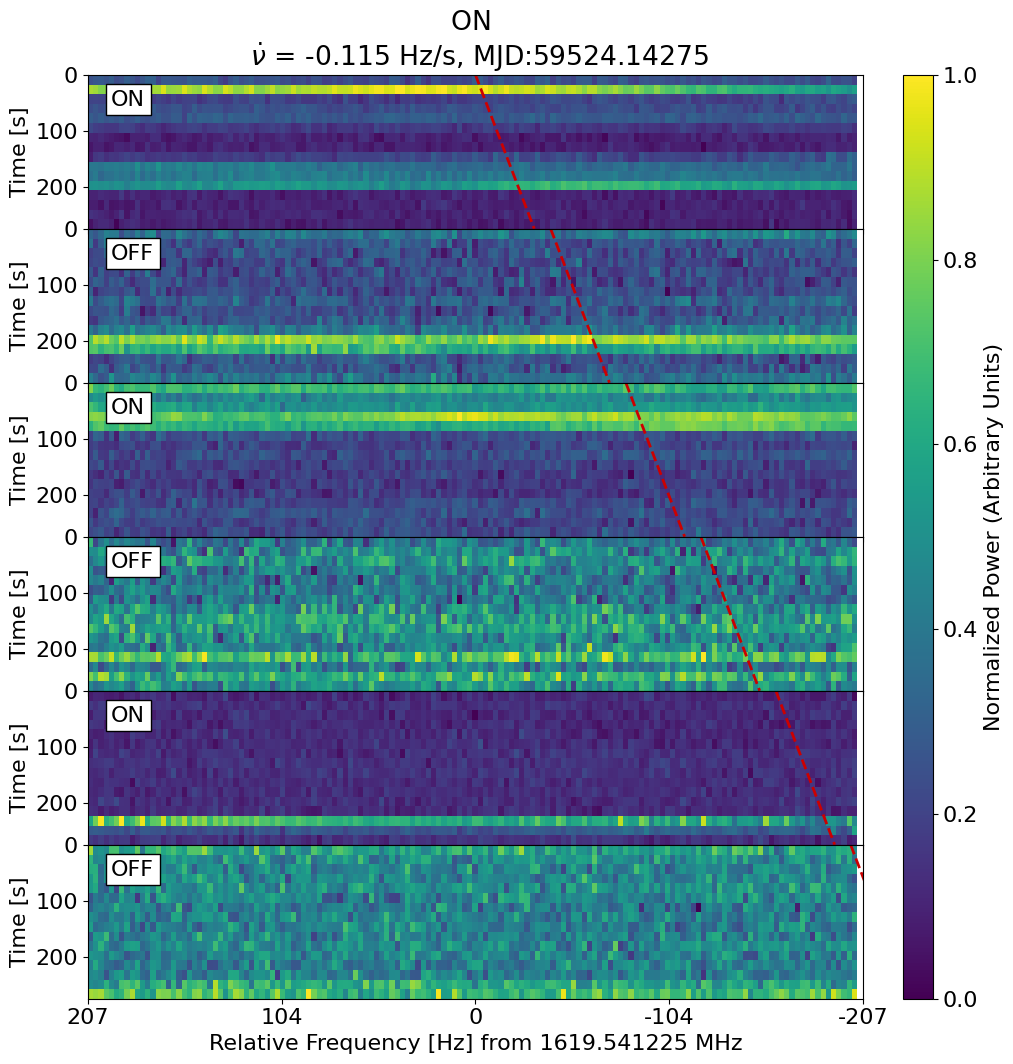 ON
ν̇ = -0.115 Hz/s, MJD:59524.14275
0
100
200
Time [s]
ON
0
100
200
Time [s]
OFF
0
100
200
Time [s]
ON
0
100
200
Time [s]
OFF
0
100
200
Time [s]
ON
0
100
200
Time [s]
OFF
207 104 0 -104 -207
Relative Frequency [Hz] from 1619.541225 MHz
1.0
0.8
0.6
0.4
0.2
0.0
Normalized Power (Arbitrary Units)